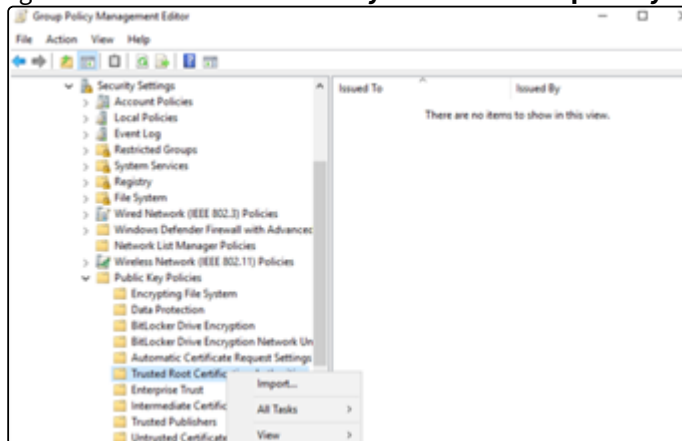 Group Policy Management Editor
File Action View Help
Security Settings
Account Policies
Local Policies
Event Log
Restricted Groups
System Services
Registry
File System
Wired Network (IEEE 802.3) Policies
Windows Defender Firewall with Advanced
Network List Manager Policies
Wireless Network (IEEE 802.11) Policies
Public Key Policies
Encrypting File System
Data Protection
BitLocker Drive Encryption
BitLocker Drive Encryption Network Un
Automatic Certificate Request Settings
Trusted Root Certific
Enterprise Trust
Intermediate Certific
Trusted Publishers
Untrusted Certificate
Issued To Issued By
There are no items to show in this view.
Import...
All Tasks
View